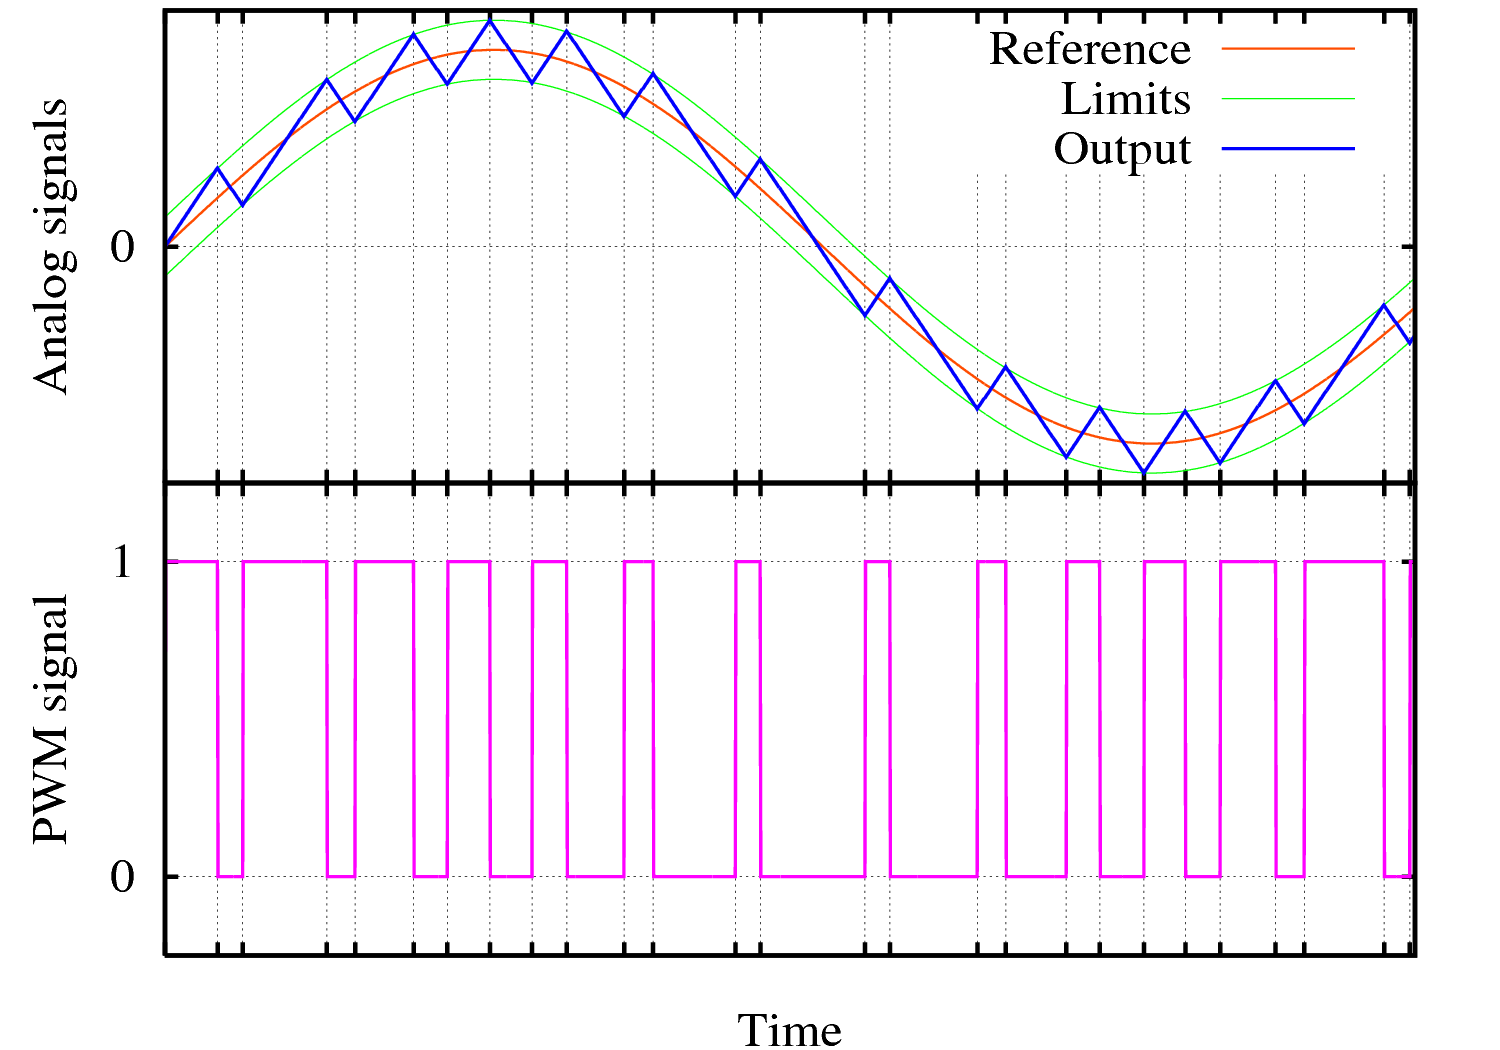 Reference
Limits
Output
Analog signals
0
1
PWM signal
0
Time